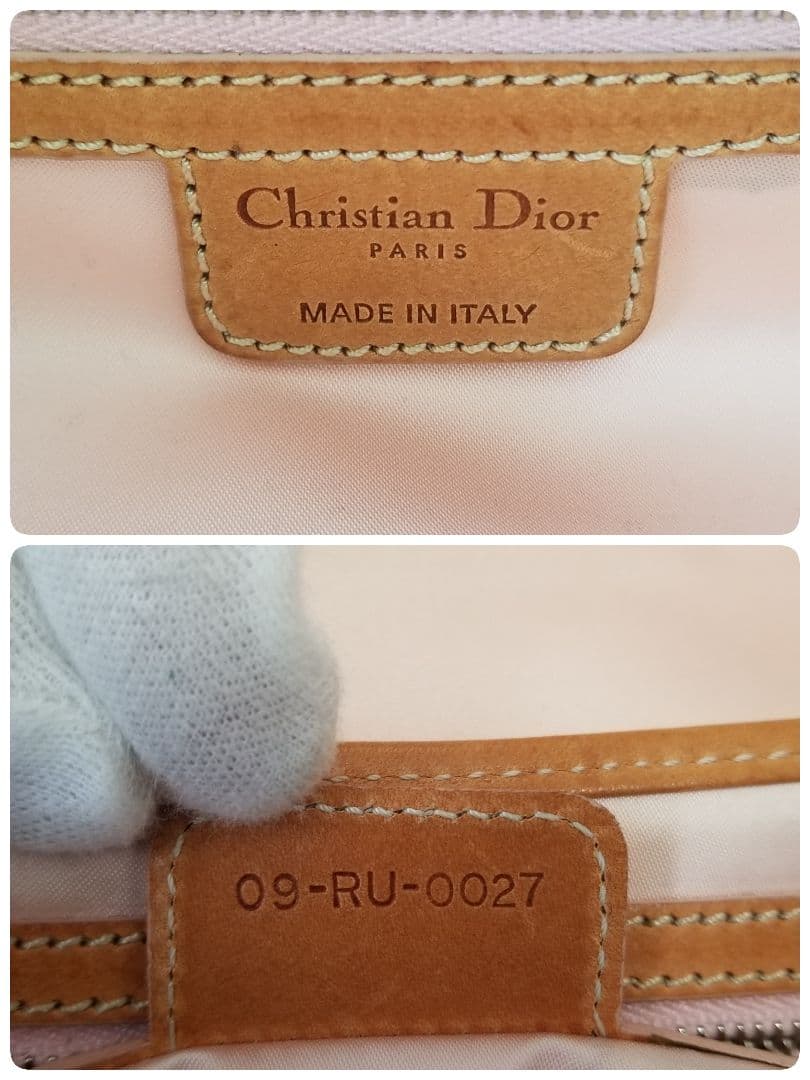 Christian Dior
PARIS
MADE IN ITALY
09-RU-0027